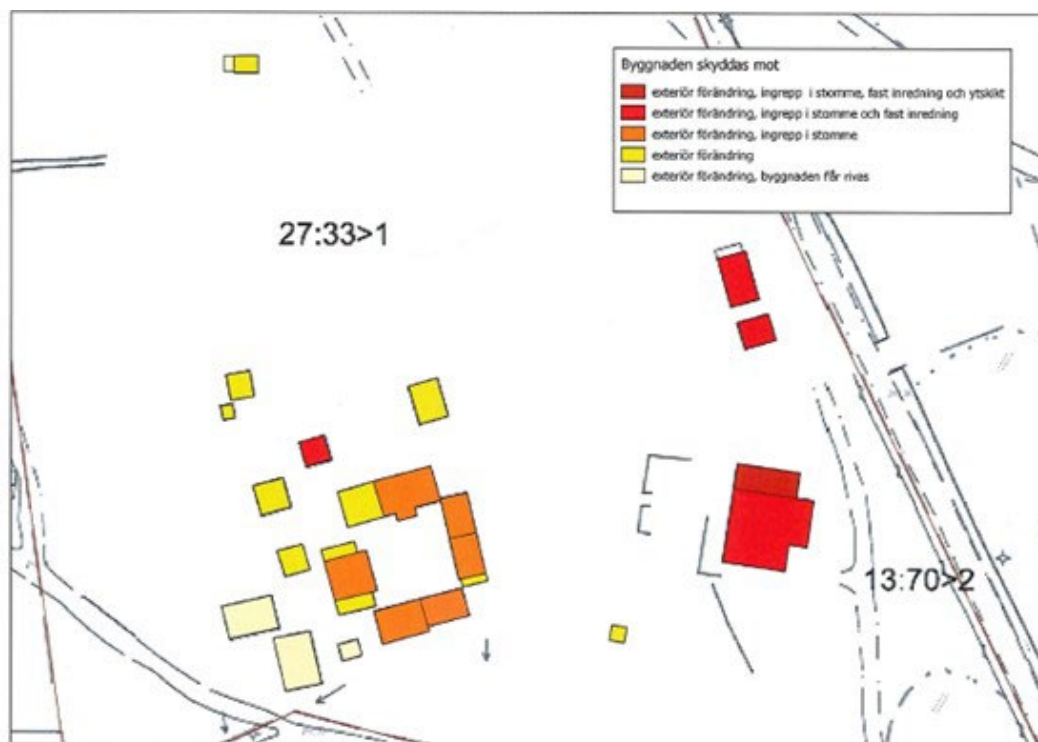 Byggnaden skyddas mot
exteriör förändring, ingrepp i stomme, fast inredning och ytskikt
exteriör förändring, ingrepp i stomme och fast inredning
exteriör förändring, ingrepp i stomme
exteriör förändring
exteriör förändring, byggnaden får rivas
27:33>1
13:70>2